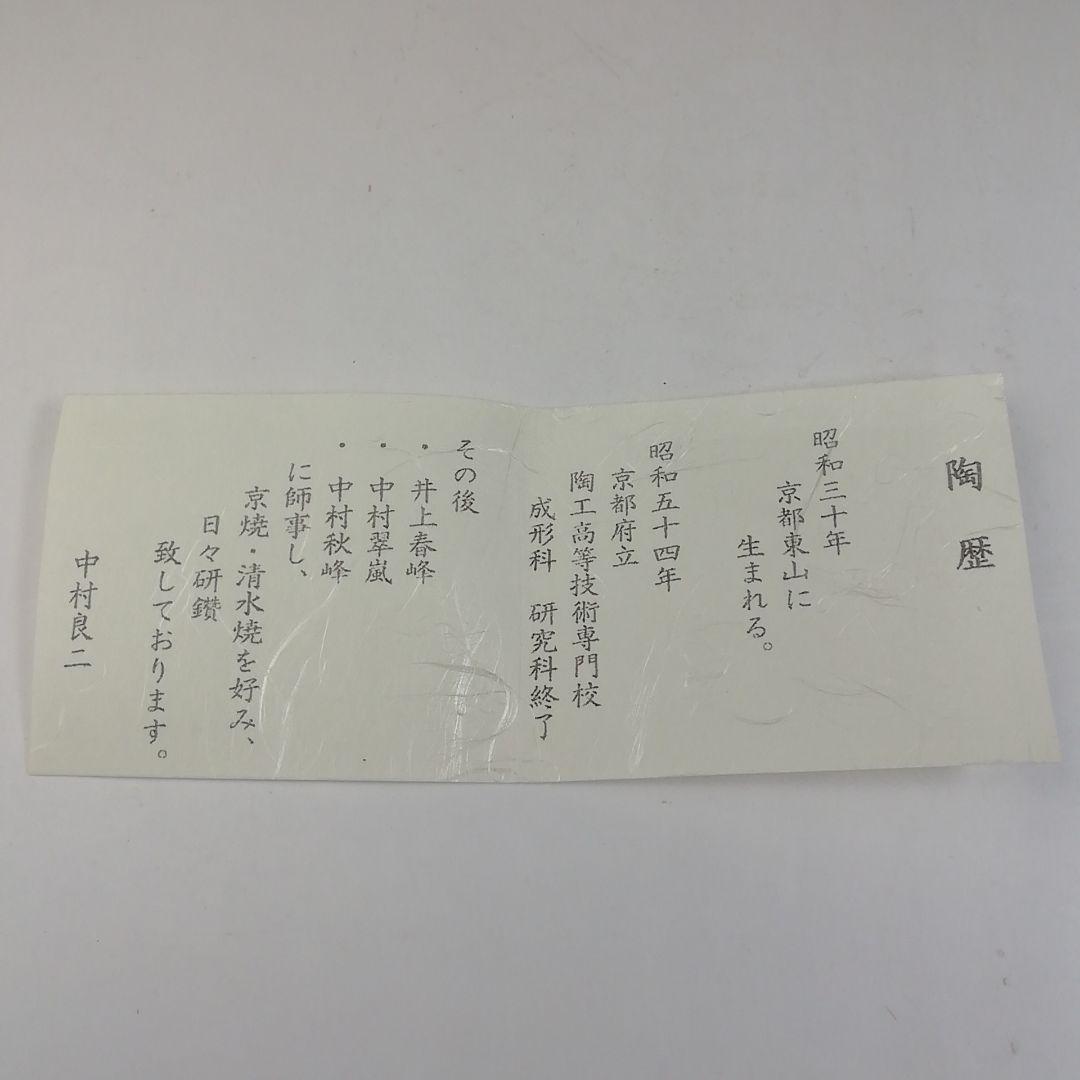 陶歴
昭和三十年
京都東山に
生まれる。
昭和五十四年
京都府立
陶工高等技術専門校
成形科 研究科終了
その後
・ 井上春峰
・ 中村翠嵐
・ 中村秋峰
に師事し、
京焼・清水焼を好み、
日々研鑽
致しております。
中村良二